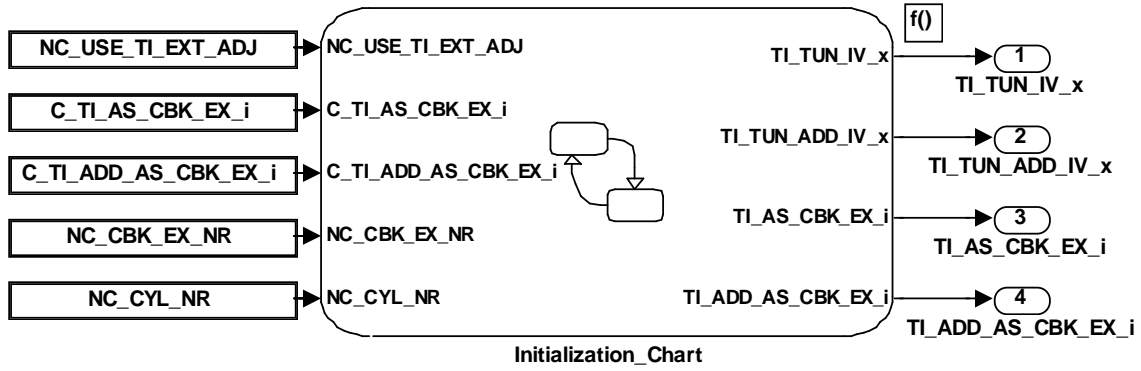 f()
NC_USE_TI_EXT_ADJ
NC_USE_TI_EXT_ADJ
TI_TUN_IV_x
1
TI_TUN_IV_x
C_TI_AS_CBK_EX_i
C_TI_AS_CBK_EX_i
TI_TUN_ADD_IV_x
2
TI_TUN_ADD_IV_x
C_TI_ADD_AS_CBK_EX_i
C_TI_ADD_AS_CBK_EX_i
TI_AS_CBK_EX_i
3
TI_AS_CBK_EX_i
NC_CBK_EX_NR
NC_CBK_EX_NR
NC_CYL_NR
NC_CYL_NR
TI_ADD_AS_CBK_EX_i
4
TI_ADD_AS_CBK_EX_i
Initialization_Chart